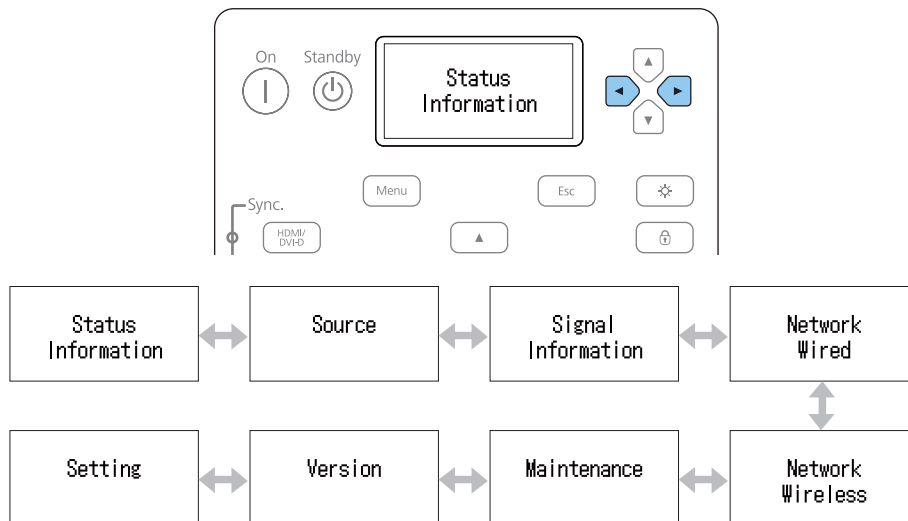 On
Standby
Status
Information
Menu
Esc
Sync.
HDMI/
DVI-D
Status
Information
Source
Signal
Information
Network
Wired
Setting
Version
Maintenance
Network
Wireless